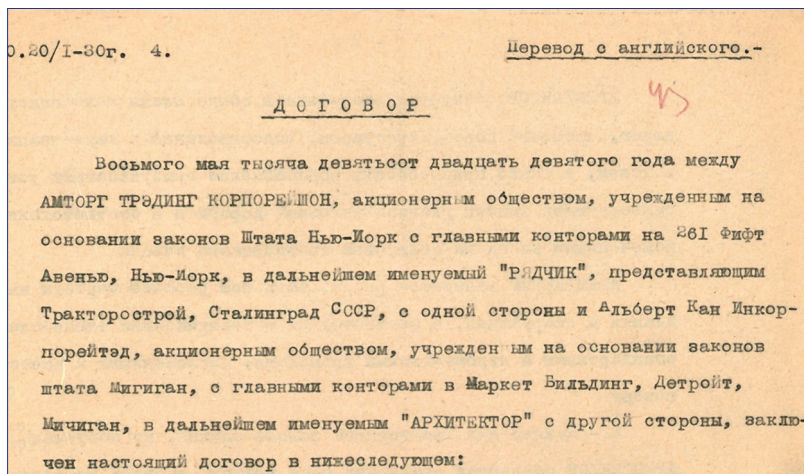 0.20/I-30г. 4. Перевод с английского.-
ДОГОВОР
Восьмого мая тысяча девятьсот двадцать девятого года между
АМТОРГ ТРЭДИНГ КОРПОРЕЙШОН, акционерным обществом, учрежденным на
основании законов Штата Нью-Иорк с главными конторами на 261 Фифт
Авенью, Нью-Иорк, в дальнейшем именуемый "РЯДЧИК", представляющим
Тракторострой, Сталинград СССР, с одной стороны и Альберт Кан Инкор-
порейтэд, акционерным обществом, учрежден ым на основании законов
штата Мигиган, с главными конторами в Маркет Бильдинг, Детройт,
Мичиган, в дальнейшем именуемым "АРХИТЕКТОР" с другой стороны, заклю-
чен настоящий договор в нижеследующем: